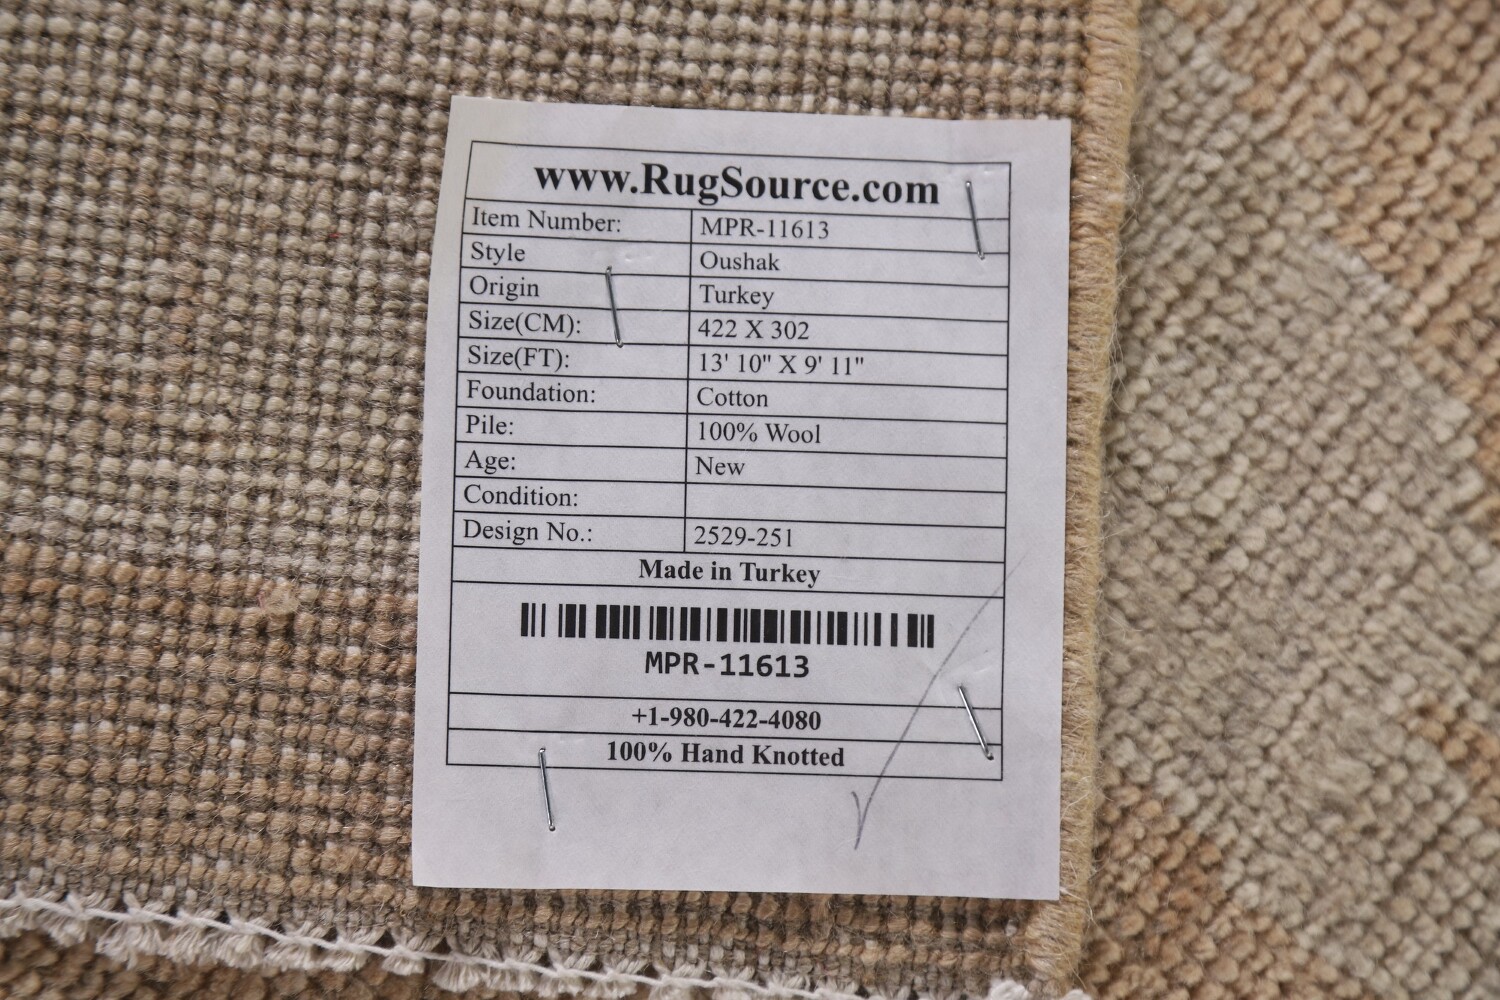 www.RugSource.com
Item Number: MPR-11613
Style Oushak
Origin Turkey
Size(CM): 422 X 302
Size(FT): 13' 10" X 9' 11"
Foundation: Cotton
Pile: 100% Wool
Age: New
Condition:
Design No.: 2529-251
Made in Turkey
MPR-11613
+1-980-422-4080
100% Hand Knotted